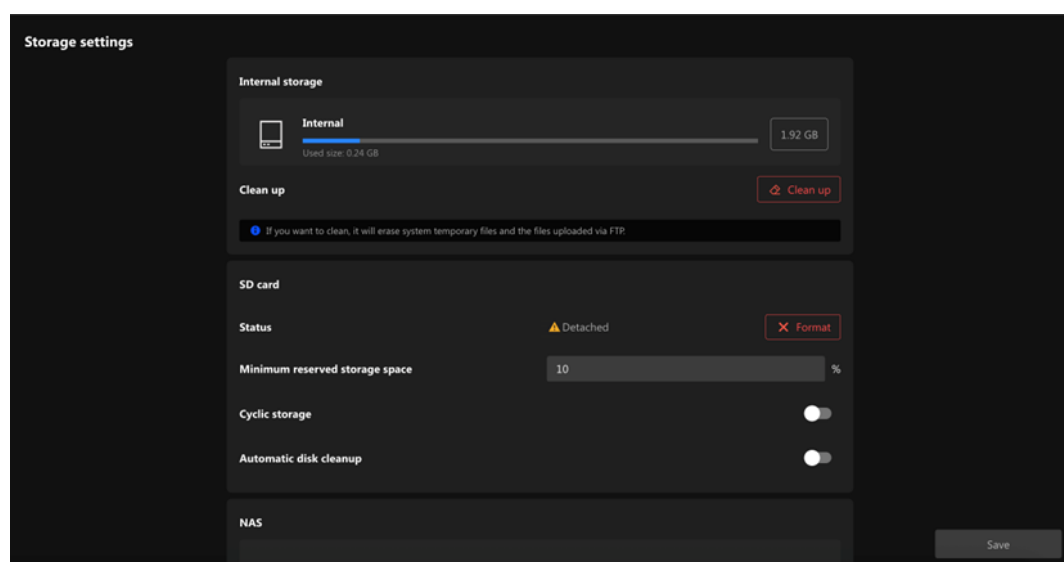 Storage settings
Internal storage
Internal
1.92 GB
Used size: 0.24 GB
Clean up
Clean up
If you want to clean, it will erase system temporary files and the files uploaded via FTP.
SD card
Status
Detached
Format
Minimum reserved storage space
10
%
Cyclic storage
Automatic disk cleanup
NAS
Save